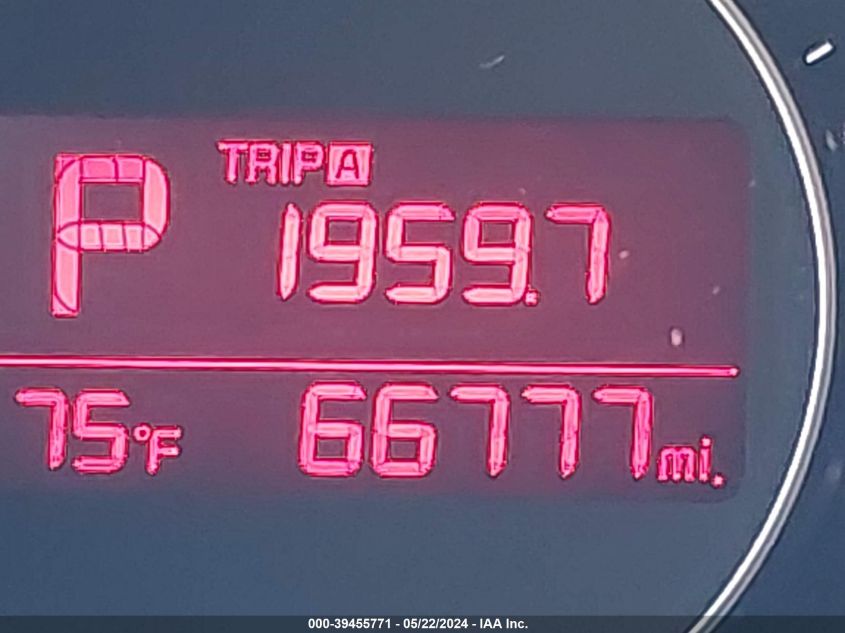 P TRIP A
1959.7
75°F 66777 mi.
000-39455771 - 05/22/2024 - IAA Inc.